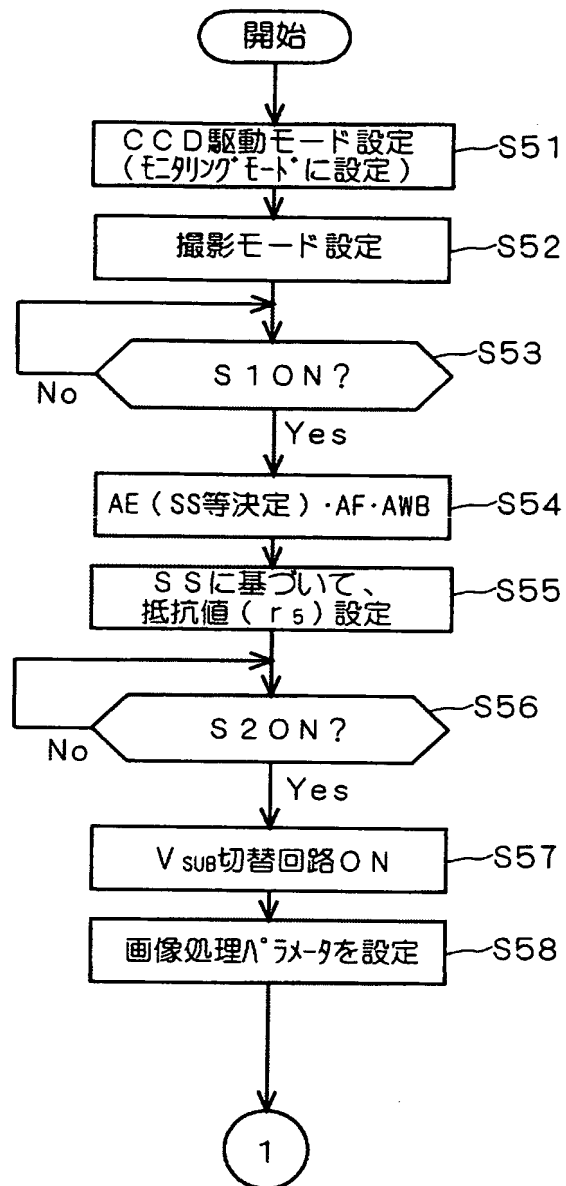 開始
CCD駆動モード設定
(モニタリングモードに設定)
S51
撮影モード設定
S52
S1ON?
S53
No
Yes
AE(SS等決定)・AF・AWB
S54
SSに基づいて、
抵抗値(r5)設定
S55
S2ON?
S56
No
Yes
VSUB切替回路ON
S57
画像処理パラメータを設定
S58
1